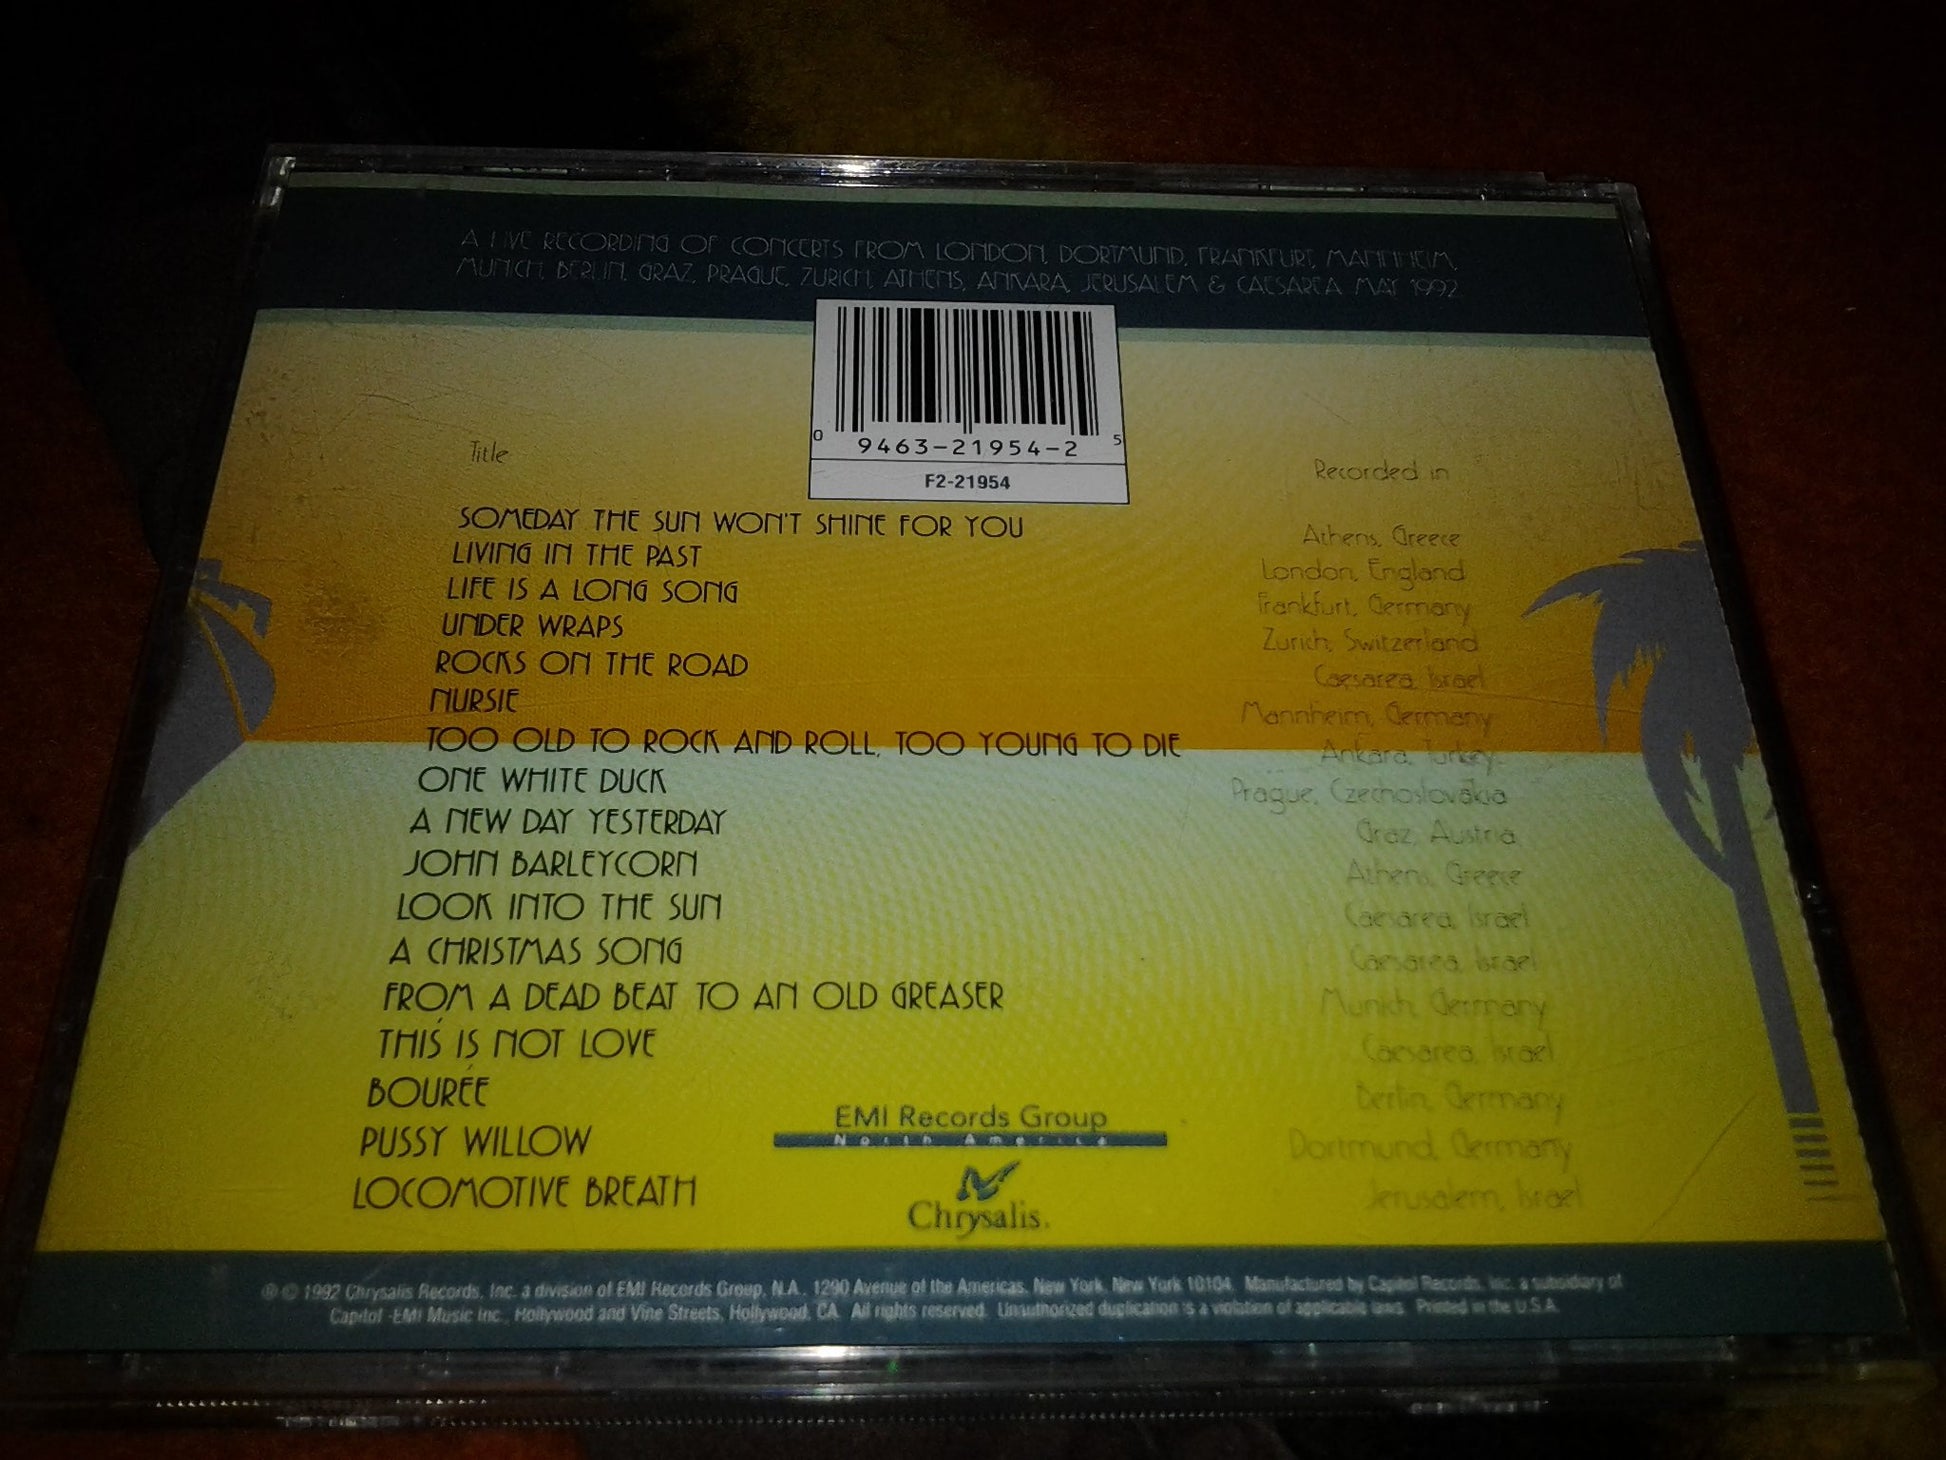 A LIVE RECORDING OF CONCERTS FROM LONDON, DORTMUND, FRANKFURT, MANNHEIM,
MUNICH, BERLIN, GRAZ, PRAGUE, ZURICH, ATHENS, ANKARA, JERUSALEM & CAESAREA MAY 1992
0 9463-21954-2 5
F2-21954
Title Recorded in
SOMEDAY THE SUN WON'T SHINE FOR YOU Athens, Greece
LIVING IN THE PAST London, England
LIFE IS A LONG SONG Frankfurt, Germany
UNDER WRAPS Zurich, Switzerland
ROCKS ON THE ROAD Caesarea, Israel
NURSIE Mannheim, Germany
TOO OLD TO ROCK AND ROLL, TOO YOUNG TO DIE Ankara, Turkey
ONE WHITE DUCK Prague, Czechoslovakia
A NEW DAY YESTERDAY Graz, Austria
JOHN BARLEYCORN Athens, Greece
LOOK INTO THE SUN Caesarea, Israel
A CHRISTMAS SONG Caesarea, Israel
FROM A DEAD BEAT TO AN OLD GREASER Munich, Germany
THIS IS NOT LOVE Caesarea, Israel
BOURÉE Berlin, Germany
PUSSY WILLOW Dortmund, Germany
LOCOMOTIVE BREATH Jerusalem, Israel
EMI Records Group
North America
Chrysalis.
℗ © 1992 Chrysalis Records, Inc. a division of EMI Records Group, N.A., 1290 Avenue of the Americas, New York, New York 10104. Manufactured by Capitol Records, Inc. a subsidiary of
Capitol-EMI Music Inc., Hollywood and Vine Streets, Hollywood, CA. All rights reserved. Unauthorized duplication is a violation of applicable laws. Printed in the U.S.A.